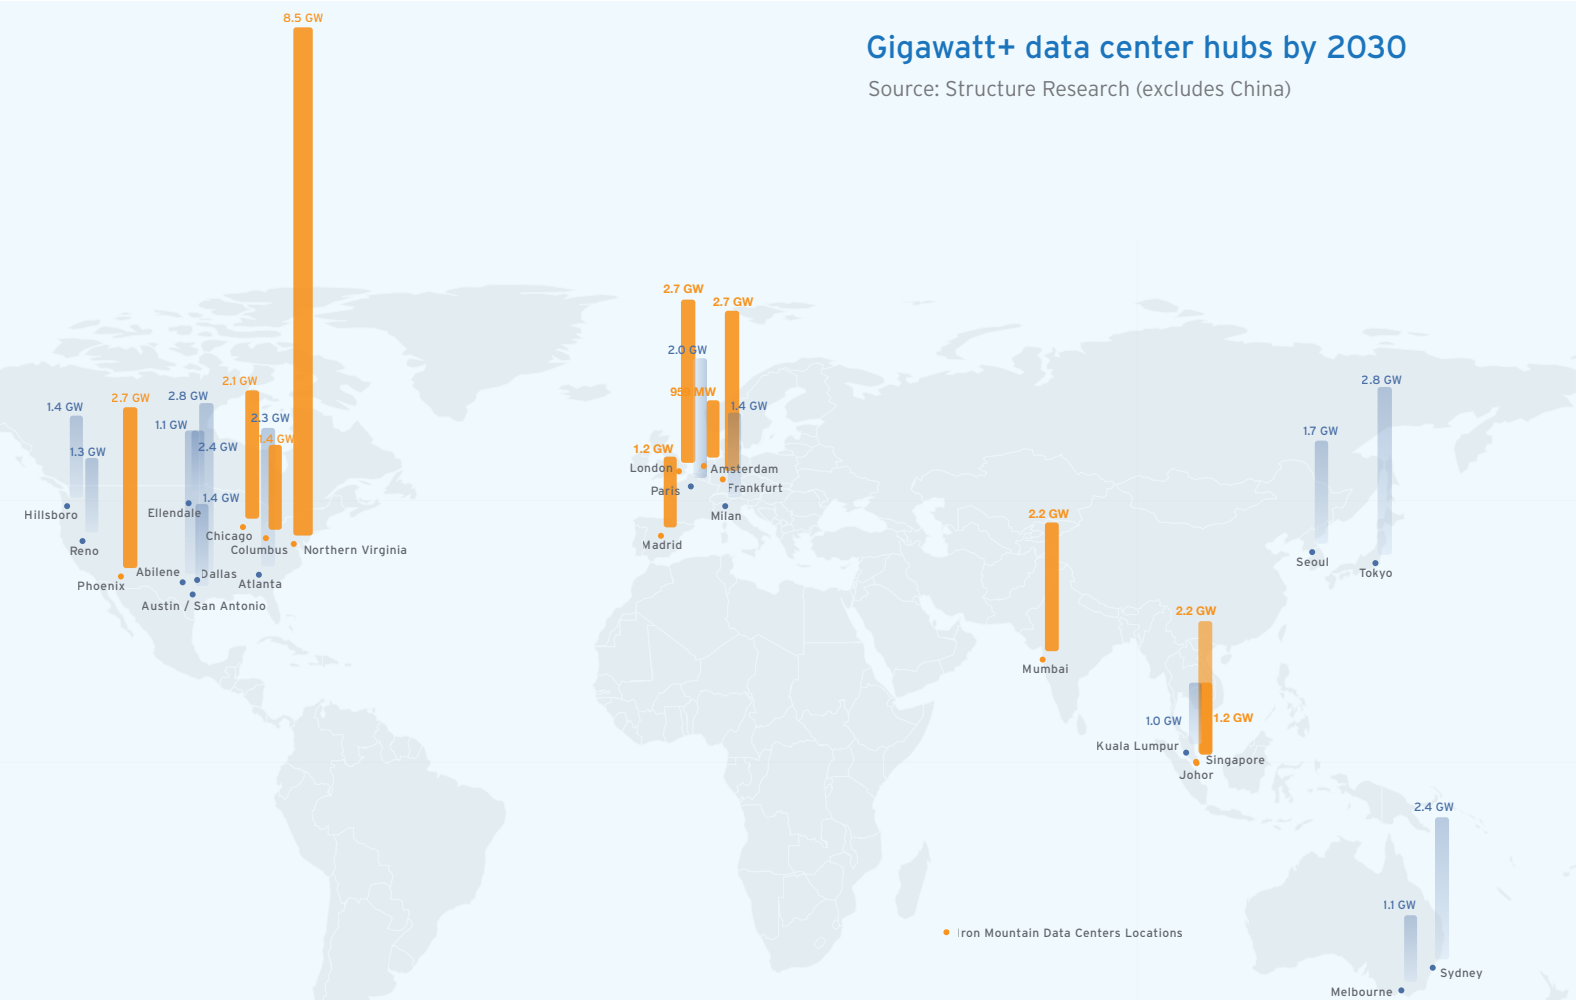 8.5 GW
Gigawatt+ data center hubs by 2030
Source: Structure Research (excludes China)
2.7 GW
2.7 GW
2.0 GW
2.1 GW
2.8 GW
2.7 GW
1.4 GW
MW
1.4 GW
2.8 GW
1.1 GW
2.3 GW
1.4 GW
2.4 GW
1.3 GW
1.7 GW
1.2 GW
London
Amsterdam
Paris
Frankfurt
1.4 GW
Hillsboro
Ellendale
Milan
2.2 GW
Chicago
Columbus
Northern Virginia
Reno
Madrid
Seoul
Tokyo
Phoenix
Abilene
Dallas
Atlanta
Austin / San Antonio
2.2 GW
Mumbai
1.0 GW
1.2 GW
Kuala Lumpur
Singapore
Johor
2.4 GW
1.1 GW
Iron Mountain Data Centers Locations
Sydney
Melbourne